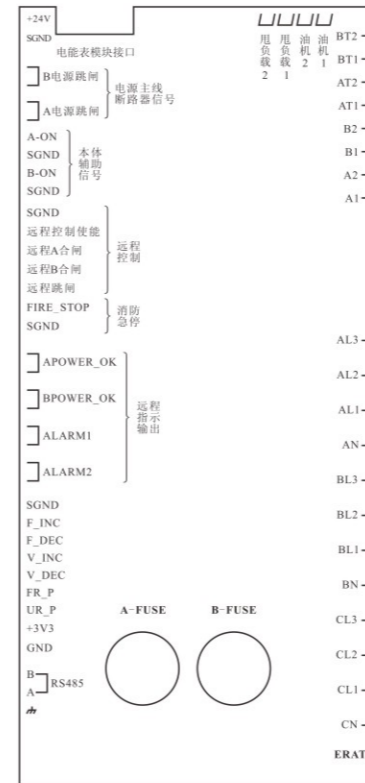 +24V
SGND
电能表模块接口
B电源跳闸
A电源跳闸
电源主线
断路器信号
A-ON
SGND
B-ON
SGND
本体
辅助
信号
SGND
远程控制使能
远程A合闸
远程B合闸
远程跳闸
远程
控制
FIRE_STOP
SGND
消防
急停
APOWER_OK
BPOWER_OK
ALARM1
ALARM2
远程
指示
输出
SGND
F_INC
F_DEC
V_INC
V_DEC
FR_P
UR_P
+3V3
GND
B
A
RS485
A-FUSE
B-FUSE
甩负载2
甩负载1
油机2
油机1
BT2
BT1
AT2
AT1
B2
B1
A2
A1
AL3
AL2
AL1
AN
BL3
BL2
BL1
BN
CL3
CL2
CL1
CN
ERAT